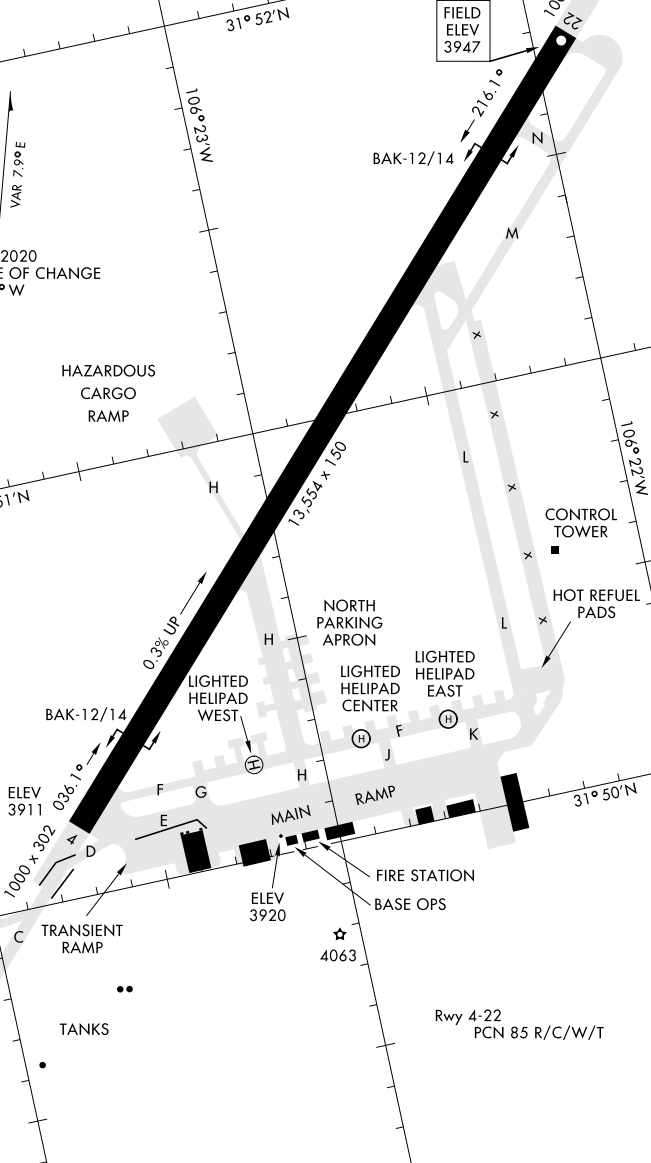 31° 52'N
FIELD
ELEV
3947
22
216.1°
106° 23'W
BAK-12/14
N
VAR 7.9° E
M
2020
E OF CHANGE
° W
HAZARDOUS
CARGO
RAMP
106° 22'W
L
H
13,554 x 150
CONTROL
TOWER
HOT REFUEL
PADS
0.3% UP
NORTH
PARKING
APRON
L
H
LIGHTED
HELIPAD
EAST
LIGHTED
HELIPAD
CENTER
LIGHTED
HELIPAD
WEST
BAK-12/14
H
H
F
K
J
H
H
036.1°
ELEV
3911
F
G
RAMP
31° 50'N
MAIN
E
4
D
1000 x 302
FIRE STATION
BASE OPS
ELEV
3920
TRANSIENT
RAMP
C
4063
Rwy 4-22
PCN 85 R/C/W/T
TANKS